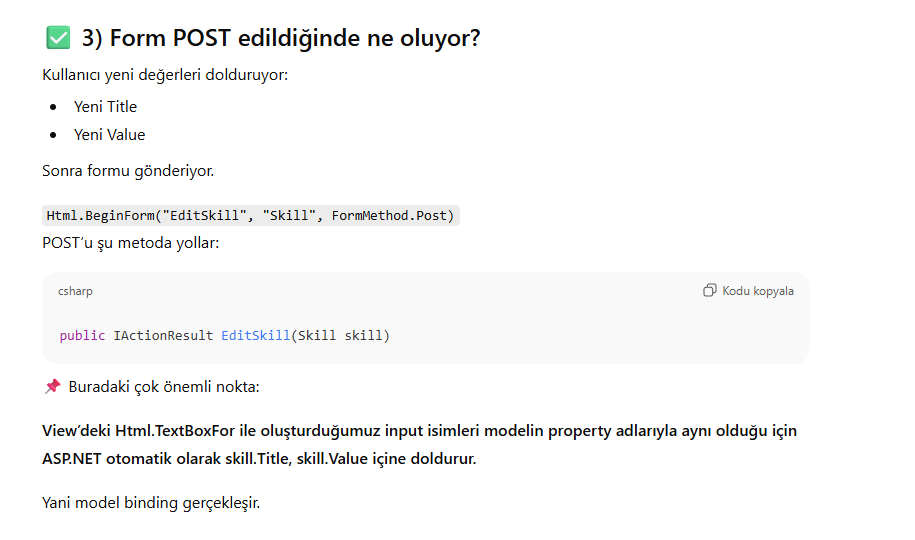 ✅ 3) Form POST edildiğinde ne oluyor?
Kullanıcı yeni değerleri dolduruyor:
• Yeni Title
• Yeni Value
Sonra formu gönderiyor.
Html.BeginForm("EditSkill", "Skill", FormMethod.Post)
POST’u şu metoda yollar:
csharp
Kodu kopyala
public IActionResult EditSkill(Skill skill)
📌 Buradaki çok önemli nokta:
View’deki Html.TextBoxFor ile oluşturduğumuz input isimleri modelin property adlarıyla aynı olduğu için
ASP.NET otomatik olarak skill.Title, skill.Value içine doldurur.
Yani model binding gerçekleşir.